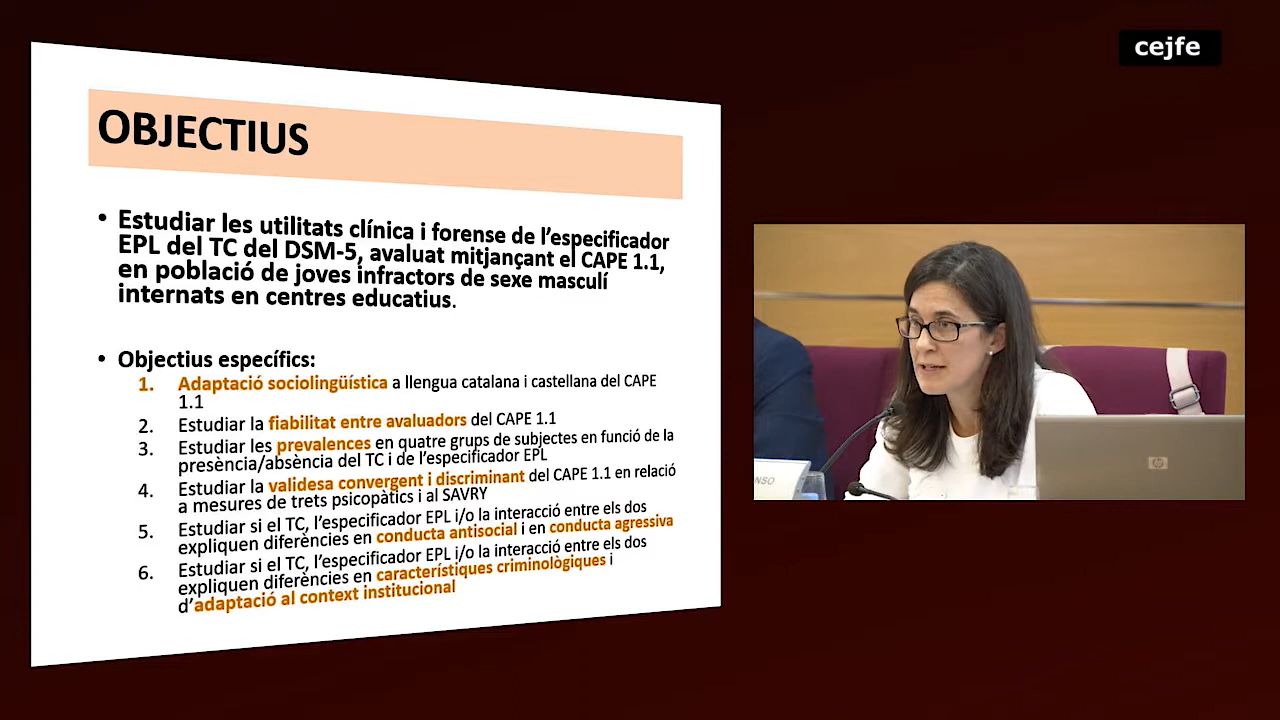 cejfe
OBJECTIUS
• Estudiar les utilitats clínica i forense de l’especificador
EPL del TC del DSM-5, avaluat mitjançant el CAPE 1.1,
en població de joves infractors de sexe masculí
internats en centres educatius.
• Objectius específics:
1. Adaptació sociolingüística a llengua catalana i castellana del CAPE
1.1
2. Estudiar la fiabilitat entre avaluadors del CAPE 1.1
3. Estudiar les prevalences en quatre grups de subjectes en funció de la
presència/absència del TC i de l’especificador EPL
4. Estudiar la validesa convergent i discriminant del CAPE 1.1 en relació
a mesures de trets psicopàtics i al SAVRY
5. Estudiar si el TC, l’especificador EPL i/o la interacció entre els dos
expliquen diferències en conducta antisocial i en conducta agressiva
6. Estudiar si el TC, l’especificador EPL i/o la interacció entre els dos
expliquen diferències en característiques criminològiques i
d’adaptació al context institucional
NSO
hp